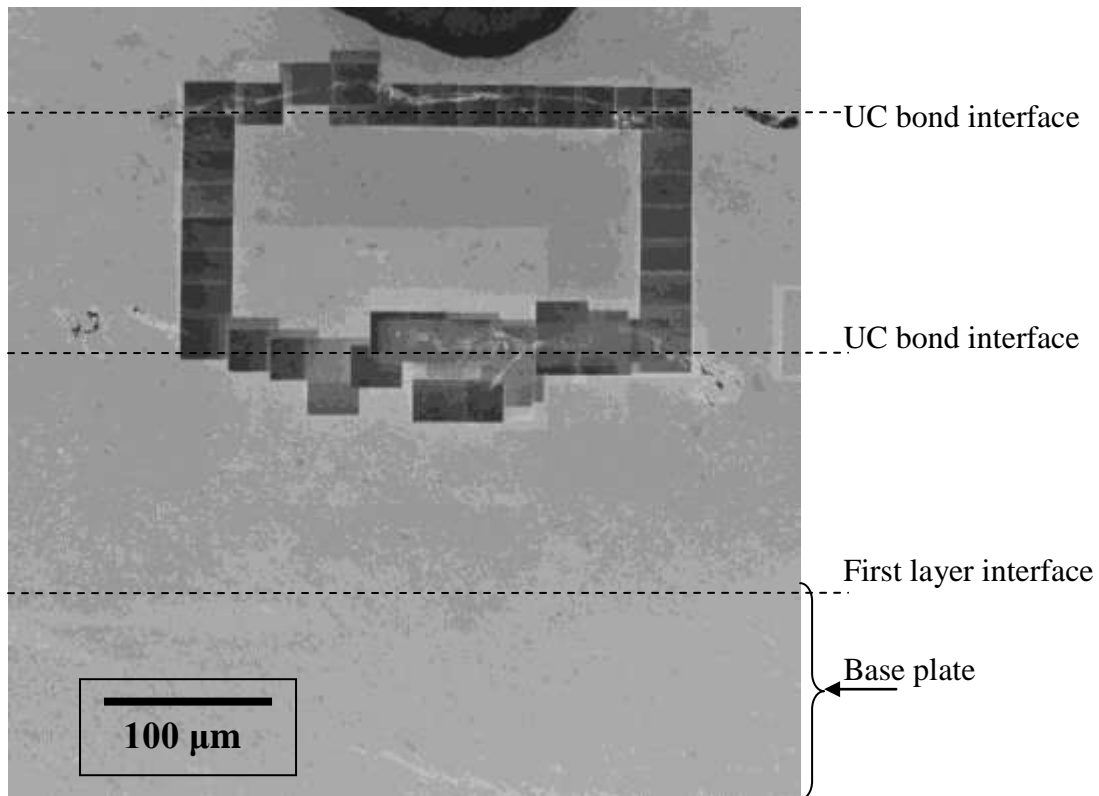 UC bond interface
UC bond interface
First layer interface
Base plate
100 μm